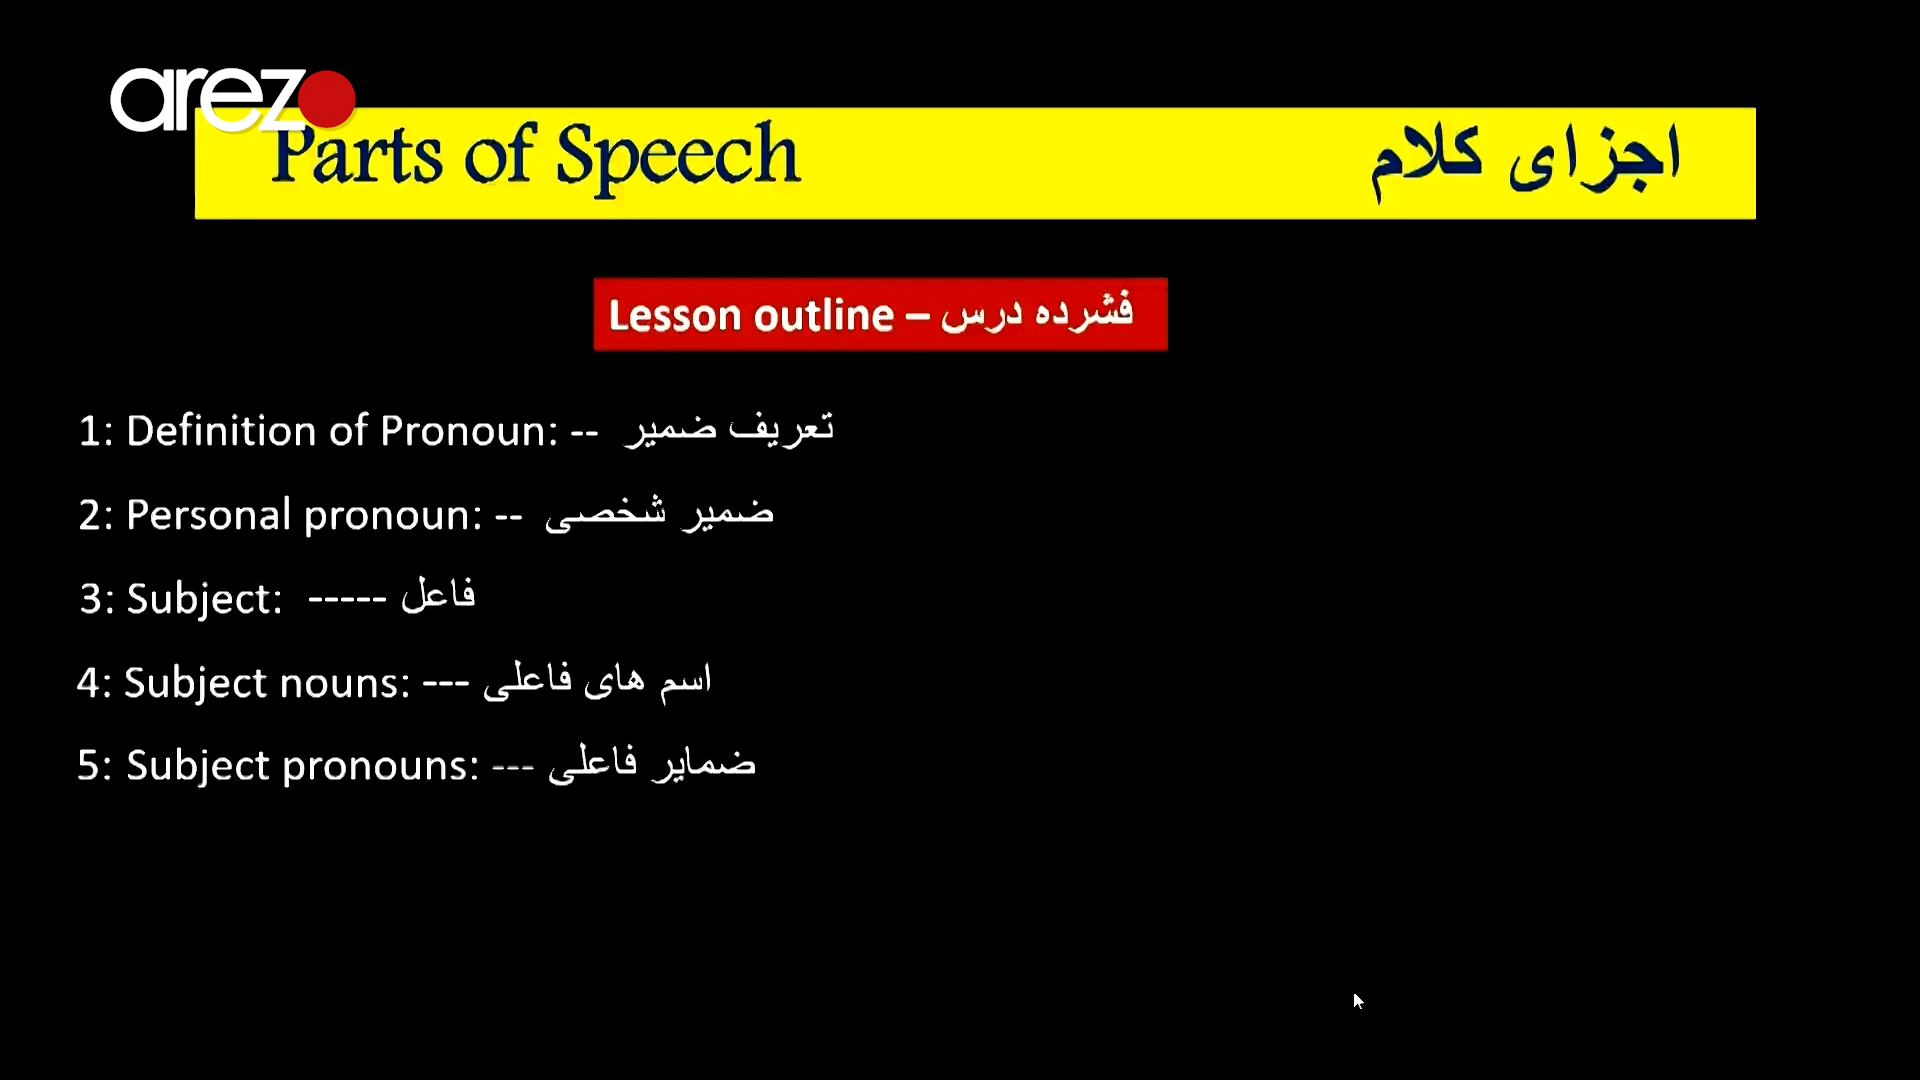 arezo
Parts of Speech اجزای کلام
Lesson outline – فشرده درس
1: Definition of Pronoun: -- تعریف ضمیر
2: Personal pronoun: -- ضمیر شخصی
3: Subject: ----- فاعل
4: Subject nouns: --- اسم های فاعلی
5: Subject pronouns: --- ضمایر فاعلی